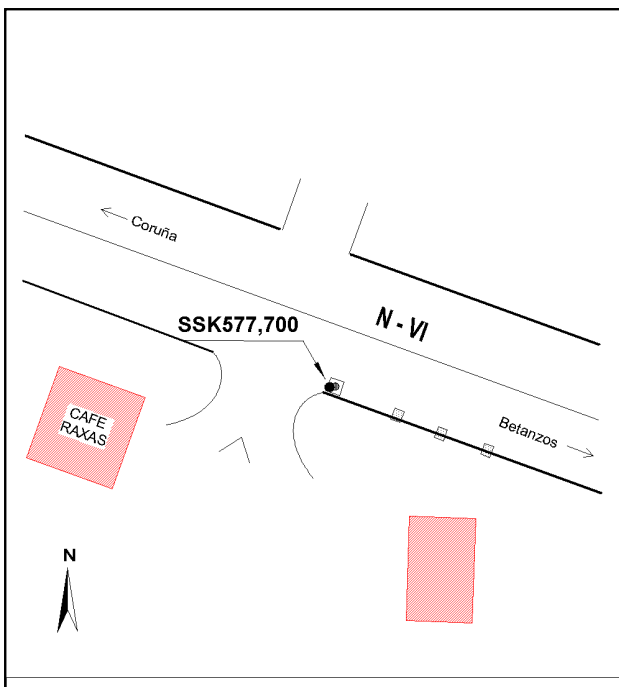 Coruña
SSK577,700
N - VI
CAFE
RAXAS
Betanzos
N